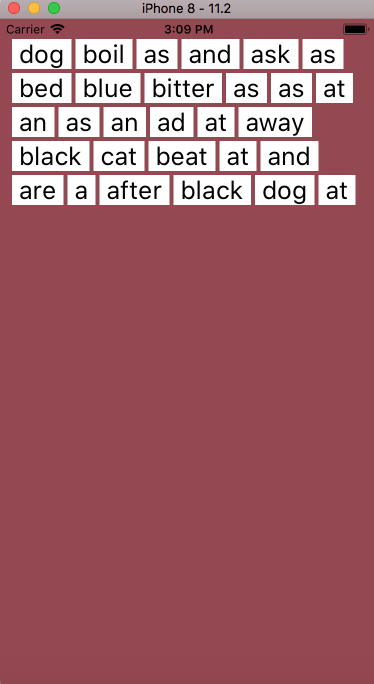 iPhone 8 - 11.2
Carrier 3:09 PM
dog boil as and ask as
bed blue bitter as as at
an as an ad at away
black cat beat at and
are a after black dog at